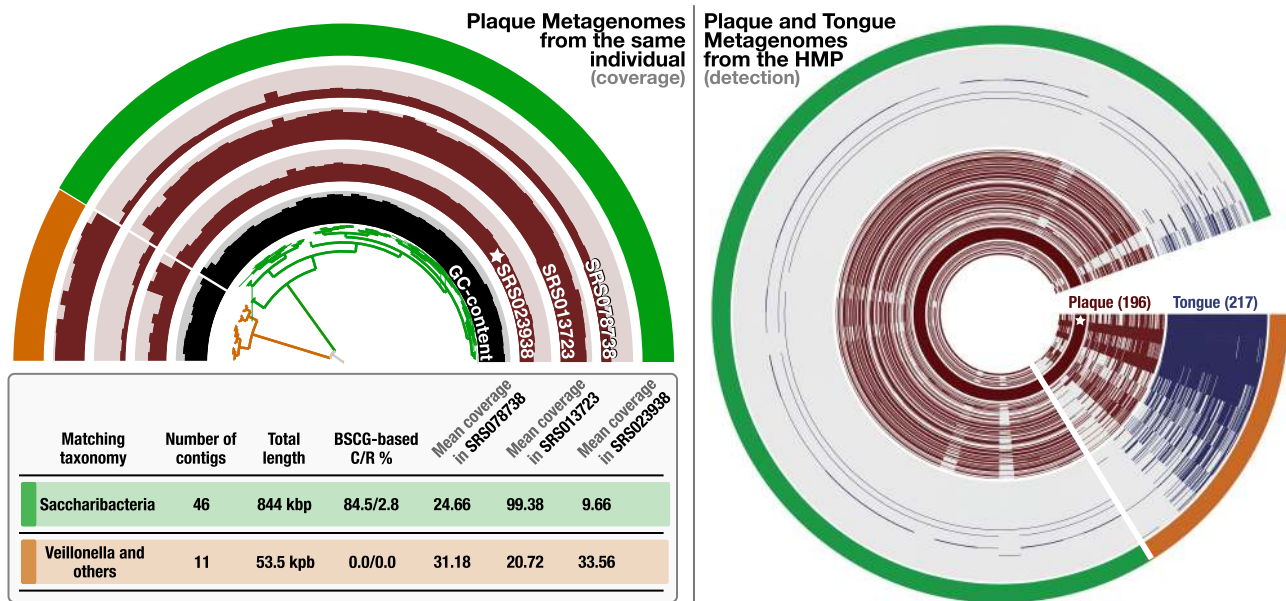 Plaque Metagenomes
from the same
individual
(coverage)
GC-content
SRS023938
SRS013723
SRS078738
Matching
taxonomy
Number of
contigs
Total
length
BSCG-based
C/R %
Mean coverage
in SRS078738
Mean coverage
in SRS013723
Mean coverage
in SRS023938
Saccharibacteria 46 844 kbp 84.5/2.8 24.66 99.38 9.66
Veillonella and
others
11 53.5 kpb 0.0/0.0 31.18 20.72 33.56
Plaque and Tongue
Metagenomes
from the HMP
(detection)
Plaque (196) Tongue (217)